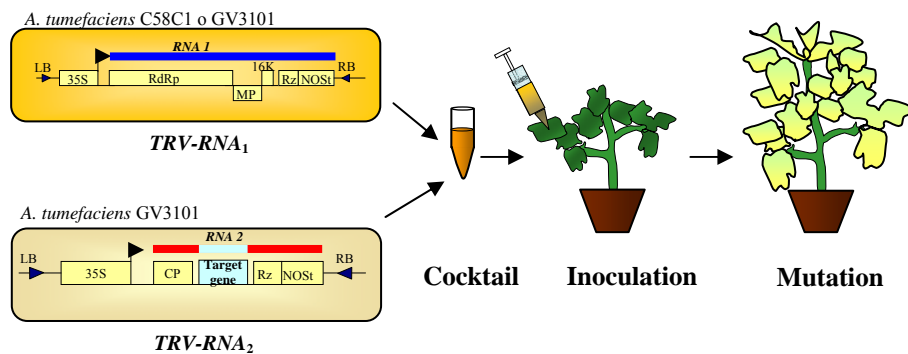 A. tumefaciens C58C1 o GV3101
RNA 1
LB
35S
RdRp
MP
16K
Rz
NOSt
RB
TRV-RNA₁
A. tumefaciens GV3101
RNA 2
LB
35S
CP
Target
gene
Rz
NOSt
RB
TRV-RNA₂
Cocktail
Inoculation
Mutation